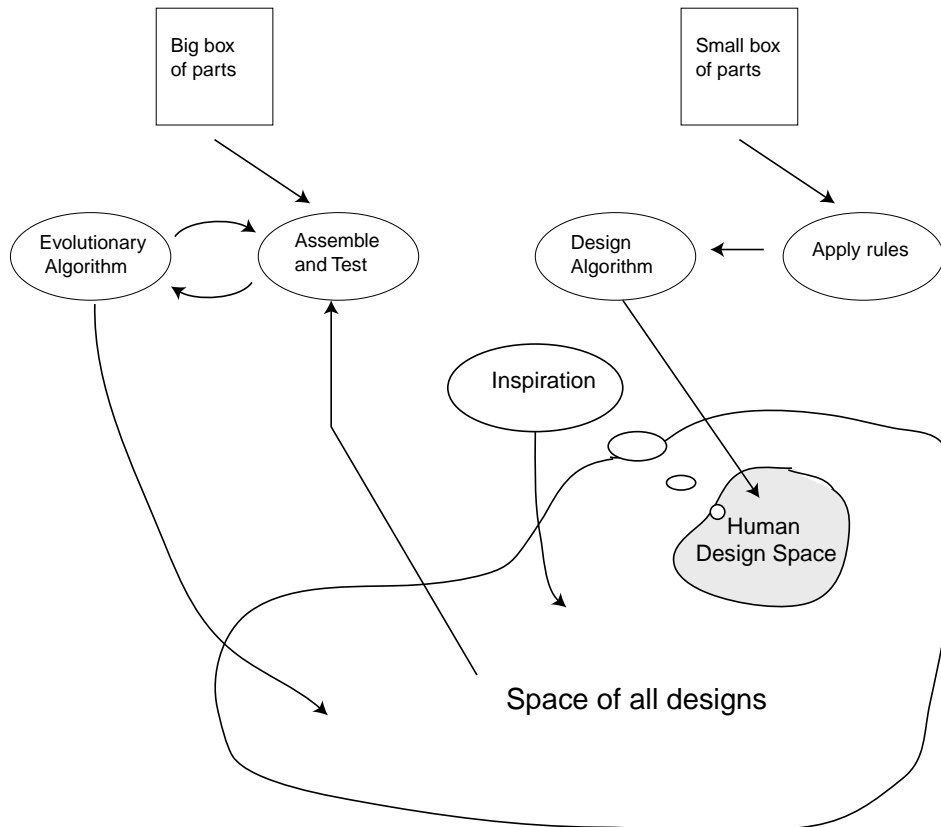 Big box
of parts
Small box
of parts
Evolutionary
Algorithm
Assemble
and Test
Design
Algorithm
Apply rules
Inspiration
Human
Design Space
Space of all designs